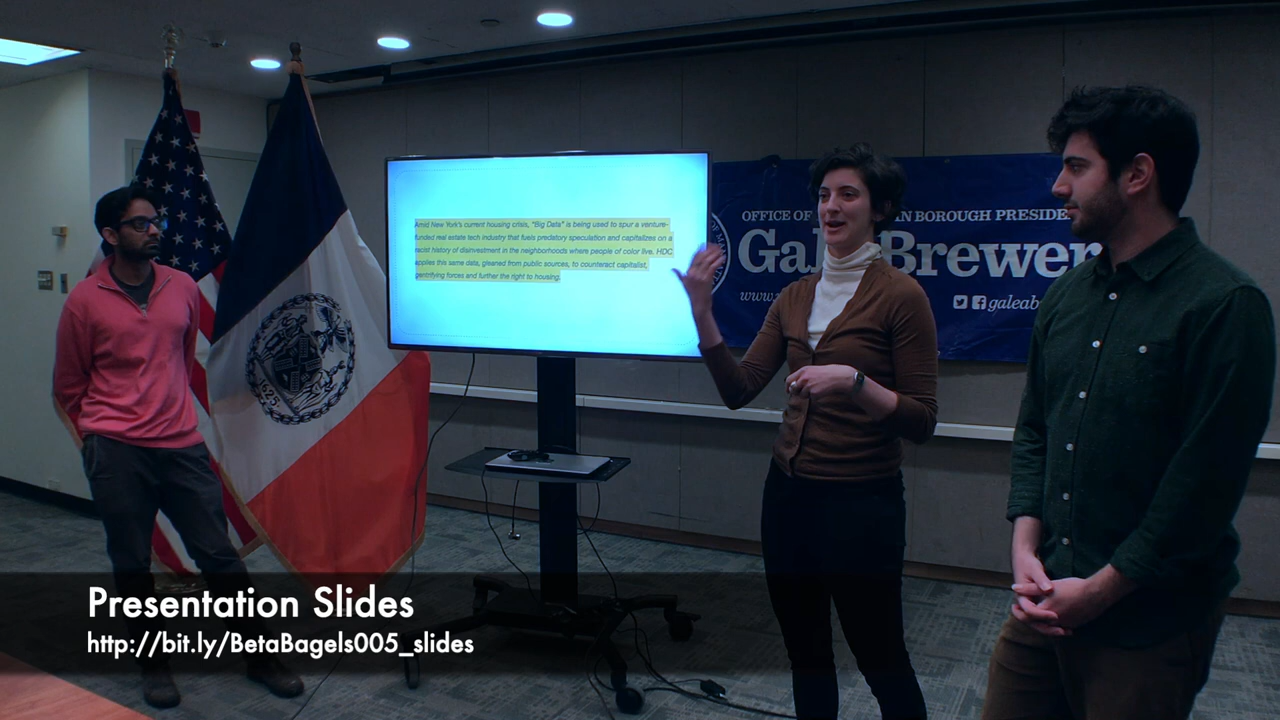 Amid New York's current housing crisis, "Big Data" is being used to spur a venture-
funded real estate tech industry that fuels predatory speculation and capitalizes on a
racist history of disinvestment in the neighborhoods where people of color live. HDC
applies this same data, gleaned from public sources, to counteract capitalist,
gentrifying forces and further the right to housing.
OFFICE OF
BOROUGH PRESIDE
Gale Brewer
www.
galeab
1625
Presentation Slides
http://bit.ly/BetaBagels005_slides